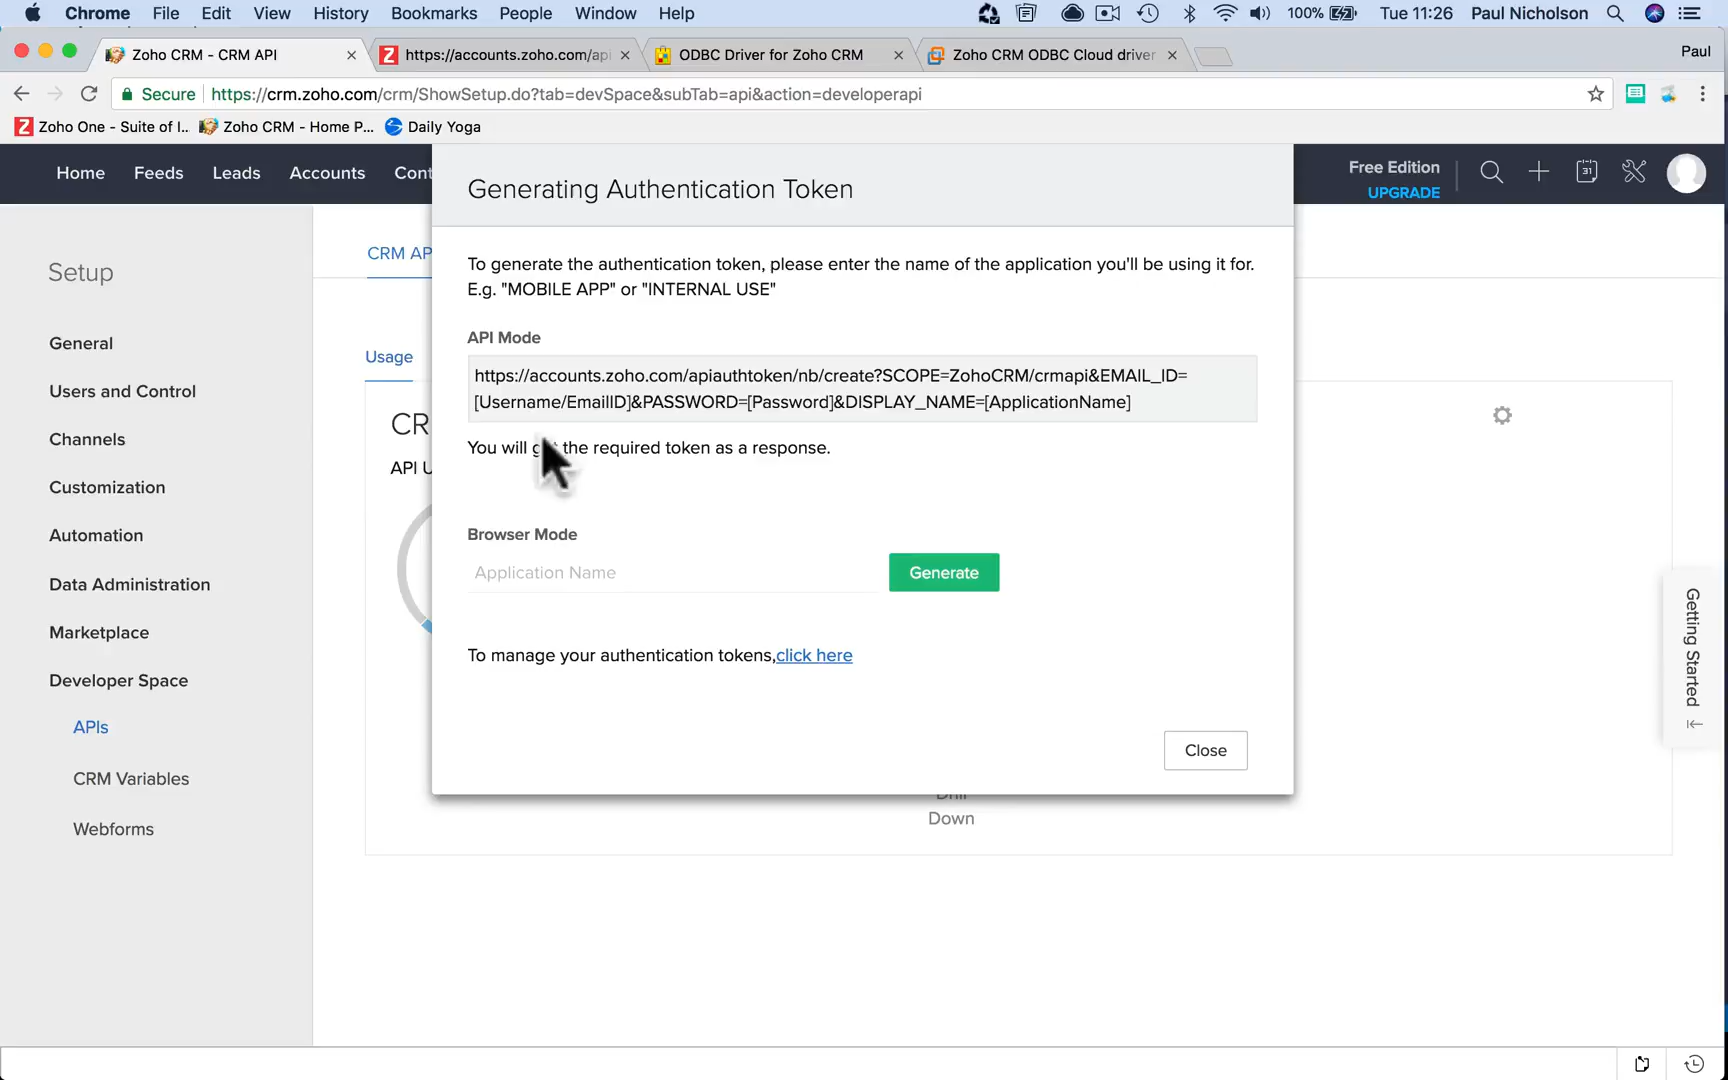 Chrome File Edit View History Bookmarks People Window Help 100% Tue 11:26 Paul Nicholson
Zoho CRM - CRM API https://accounts.zoho.com/api ODBC Driver for Zoho CRM Zoho CRM ODBC Cloud driver Paul
Secure https://crm.zoho.com/crm/ShowSetup.do?tab=devSpace&subTab=api&action=developerapi
Zoho One - Suite of I... Zoho CRM - Home P... Daily Yoga
Home Feeds Leads Accounts Cont
Free Edition
UPGRADE
31
Setup
General
Users and Control
Channels
Customization
Automation
Data Administration
Marketplace
Developer Space
APIs
CRM Variables
Webforms
CRM AP
Usage
CR
API U
Generating Authentication Token
To generate the authentication token, please enter the name of the application you'll be using it for.
E.g. "MOBILE APP" or "INTERNAL USE"
API Mode
https://accounts.zoho.com/apiauthtoken/nb/create?SCOPE=ZohoCRM/crmapi&EMAIL_ID=
[Username/EmailID]&PASSWORD=[Password]&DISPLAY_NAME=[ApplicationName]
You will the required token as a response.
Browser Mode
Application Name Generate
To manage your authentication tokens,click here
Close
Down
Getting Started